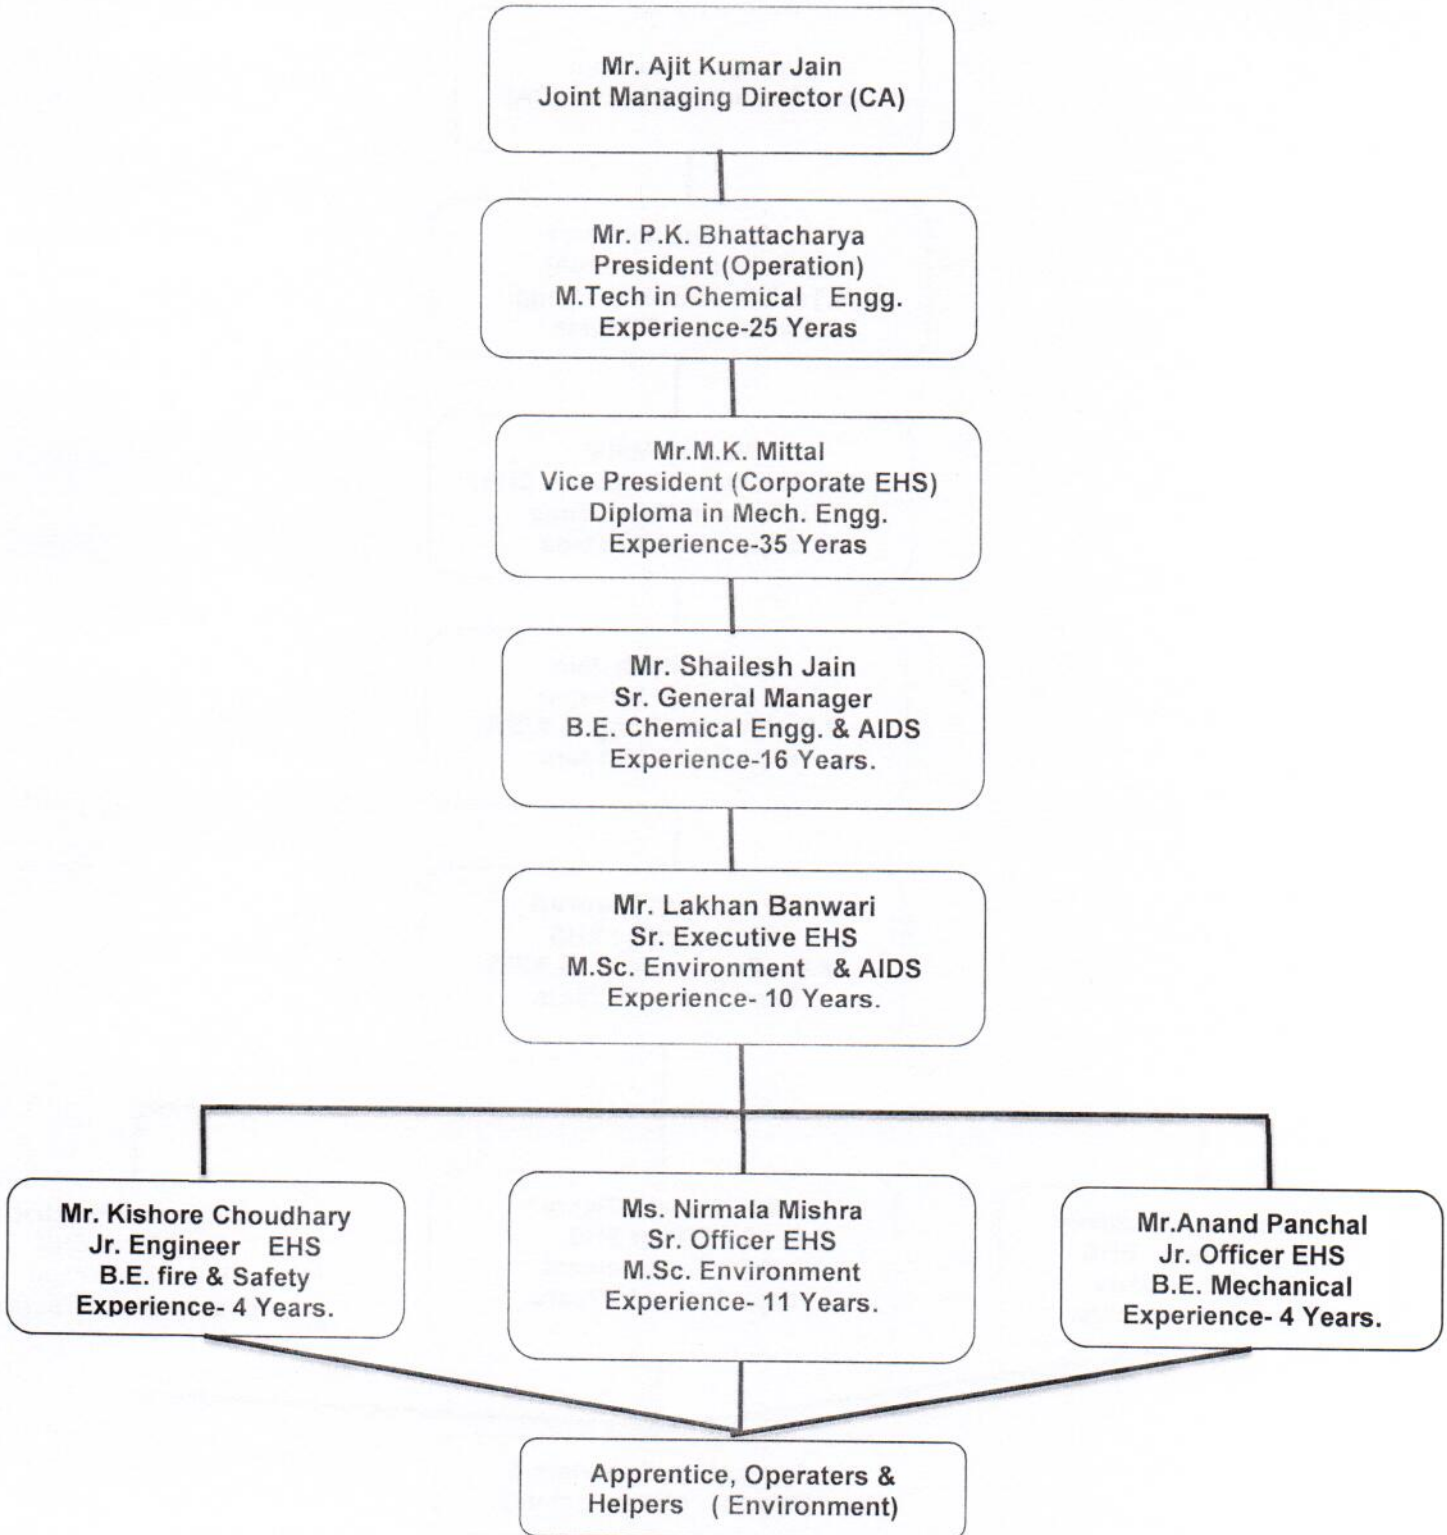 Mr. Ajit Kumar Jain
Joint Managing Director (CA)
Mr. P.K. Bhattacharya
President (Operation)
M.Tech in Chemical Engg.
Experience-25 Yeras
Mr.M.K. Mittal
Vice President (Corporate EHS)
Diploma in Mech. Engg.
Experience-35 Yeras
Mr. Shailesh Jain
Sr. General Manager
B.E. Chemical Engg. & AIDS
Experience-16 Years.
Mr. Lakhan Banwari
Sr. Executive EHS
M.Sc. Environment & AIDS
Experience- 10 Years.
Mr. Kishore Choudhary
Jr. Engineer EHS
B.E. fire & Safety
Experience- 4 Years.
Ms. Nirmala Mishra
Sr. Officer EHS
M.Sc. Environment
Experience- 11 Years.
Mr.Anand Panchal
Jr. Officer EHS
B.E. Mechanical
Experience- 4 Years.
Apprentice, Operaters &
Helpers ( Environment)